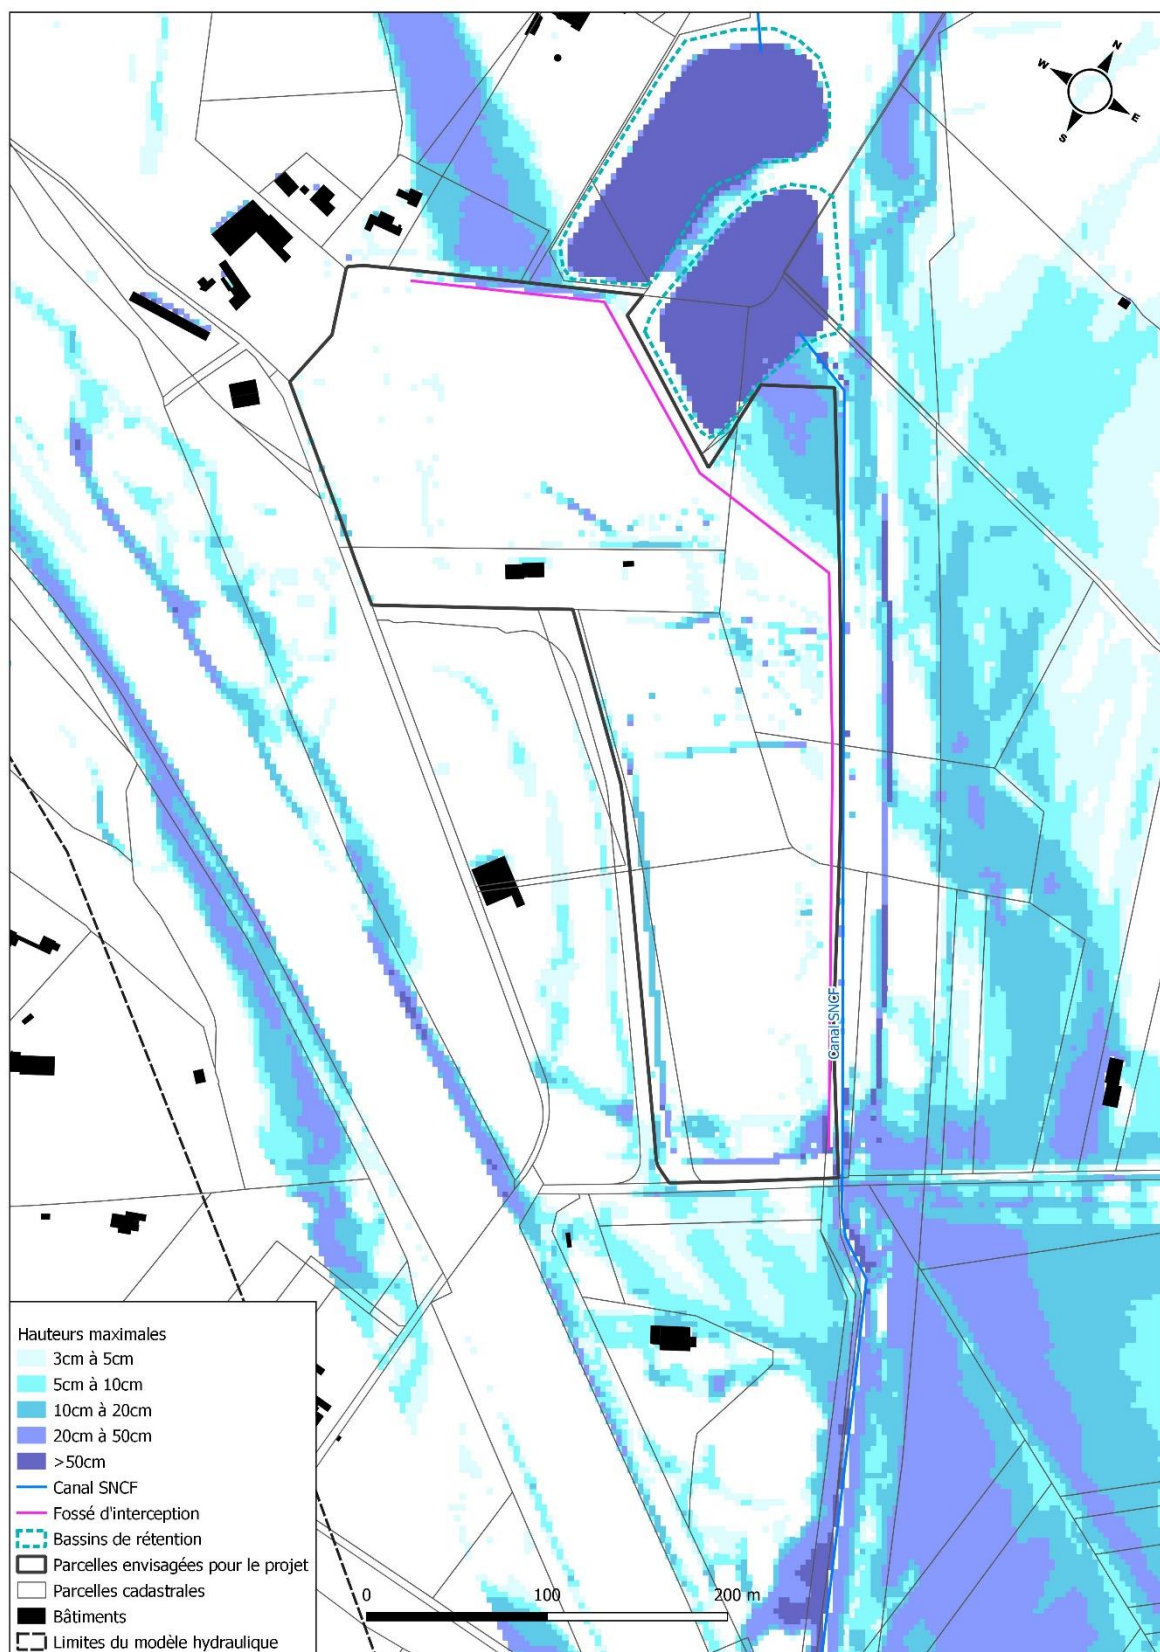 N
W
E
S
Canal SNCF
Hauteurs maximales
3cm à 5cm
5cm à 10cm
10cm à 20cm
20cm à 50cm
>50cm
Canal SNCF
Fossé d'interception
Bassins de rétention
Parcelles envisagées pour le projet
Parcelles cadastrales
Bâtiments
Limites du modèle hydraulique
0 100 200 m